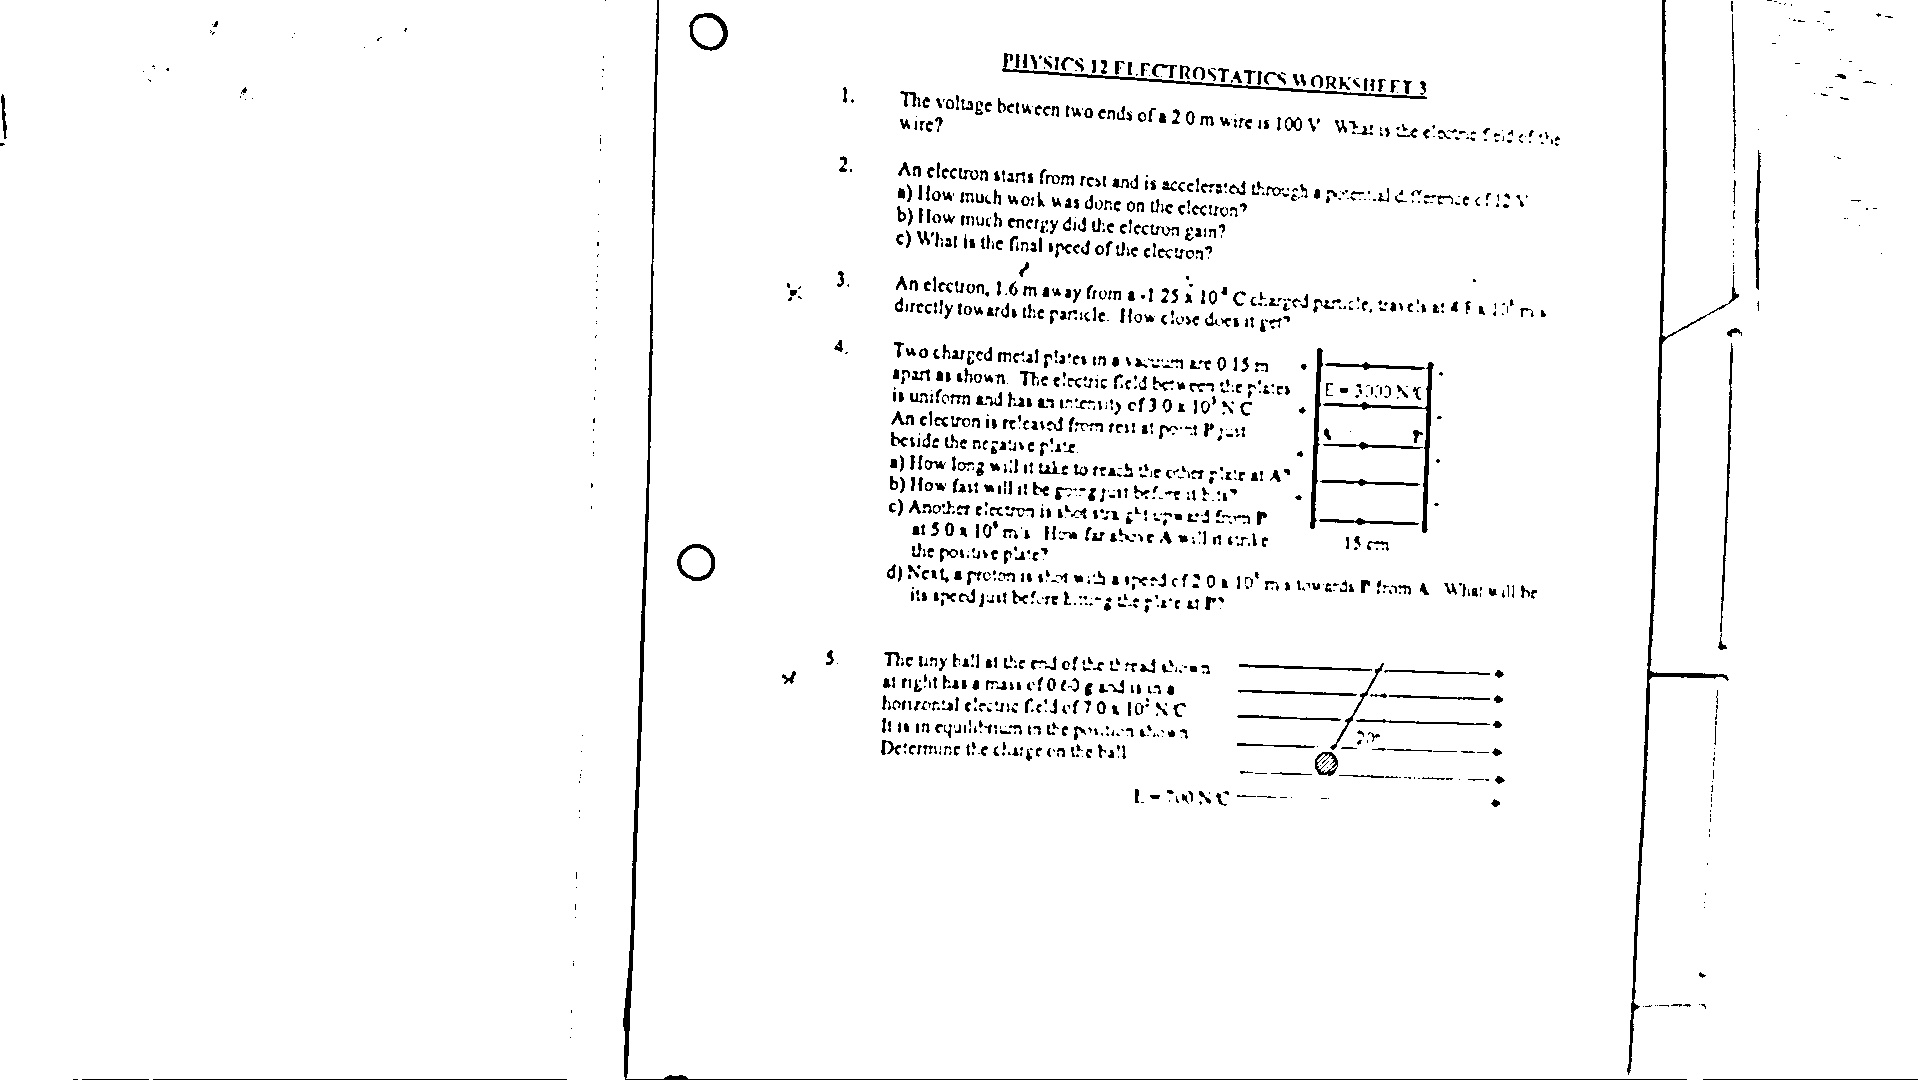 PHYSICS 12 ELECTROSTATICS WORKSHEET 3
1. The voltage between two ends of a 2.0 m wire is 100 V. What is the electric field of the
wire?
2. An electron starts from rest and is accelerated through a potential difference of 12 V
a) How much work was done on the electron?
b) How much energy did the electron gain?
c) What is the final speed of the electron?
3. An electron, 1.6 m away from a -1.25 x 10 C charged particle, travels at x 10 m/s
directly towards the particle. How close does it get?
4. Two charged metal plates in a vacuum are 0.15 m
apart as shown. The electric field between the plates
is uniform and has an intensity of 3.0 x 10³ N/C
An electron is released from rest at point P just
beside the negative plate.
a) How long will it take to reach the other plate at A?
b) How fast will it be going just before it hits?
c) Another electron is shot straight upward from P
at 5.0 x 10 m/s. How far above A will it strike
the positive plate?
d) Next, a proton is shot with a speed of 2.0 x 10 m/s towards P from A. What will be
its speed just before hitting the plate at P?
E = 3000 N/C
A P
15 cm
5. The tiny ball at the end of the thread shown
at right has a mass of g and is in a
horizontal electric field of 7.0 x 10² N/C
It is in equilibrium in the position shown
Determine the charge on the ball
20°
E = 700 N/C